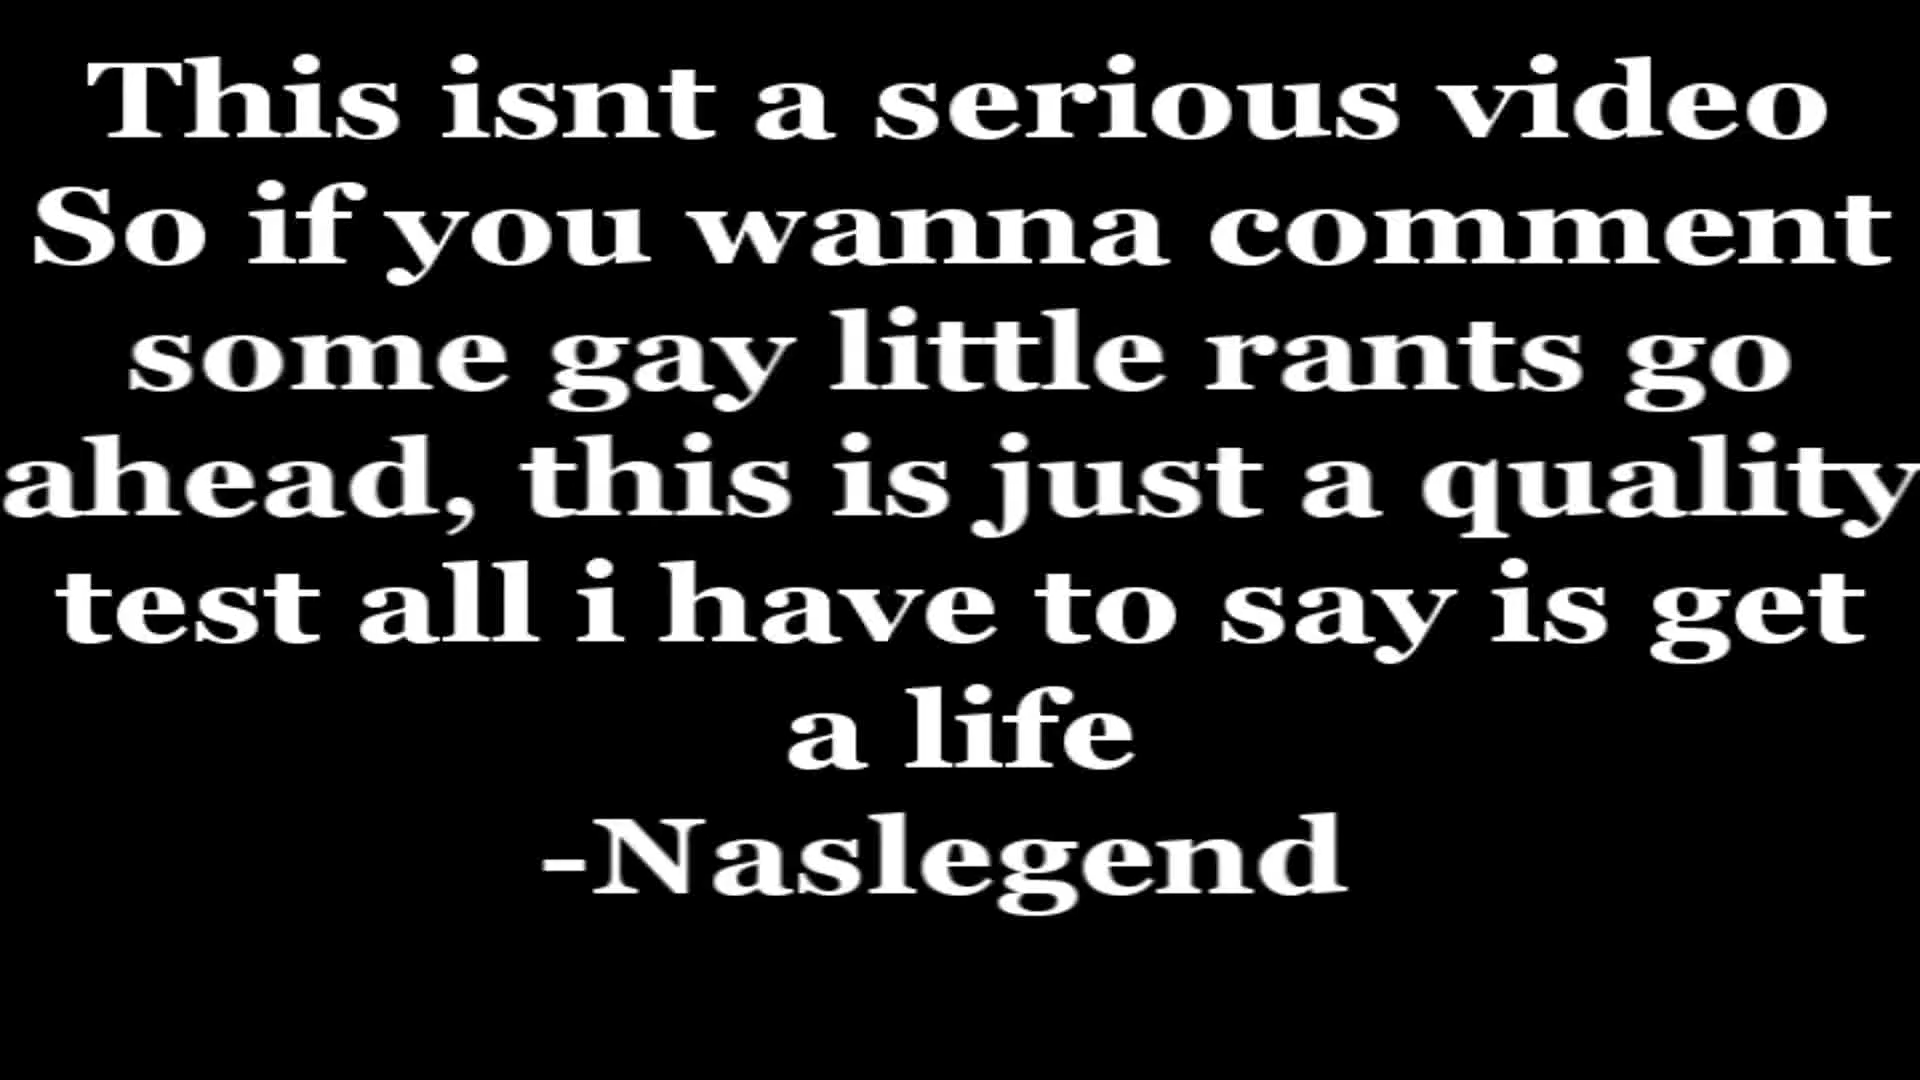 This isnt a serious video
So if you wanna comment
some gay little rants go
ahead, this is just a quality
test all i have to say is get
a life
-Naslegend